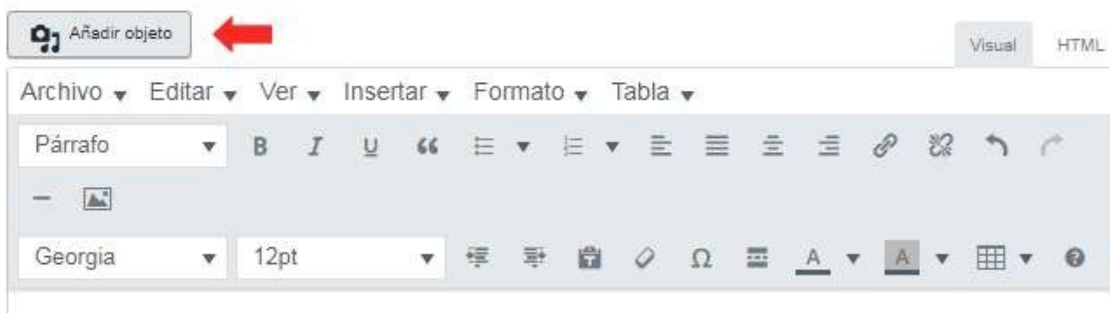 Añadir objeto
Visual HTML
Archivo Editar Ver Insertar Formato Tabla
Párrafo B I U
Georgia 12pt Ω A A